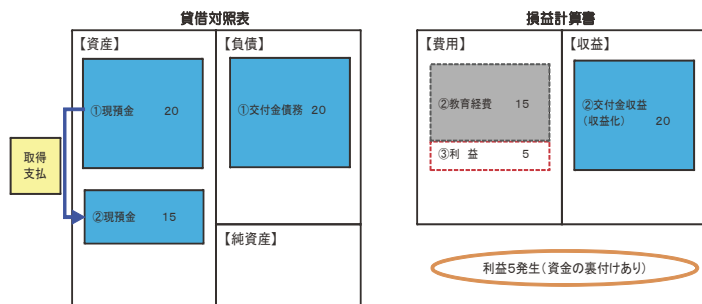 貸借対照表
【資産】
【負債】
①現預金 20
①交付金債務 20
取得
支払
②現預金 15
【純資産】
損益計算書
【費用】
【収益】
②教育経費 15
③利 益 5
②交付金収益
(収益化) 20
利益5発生(資金の裏付けあり)